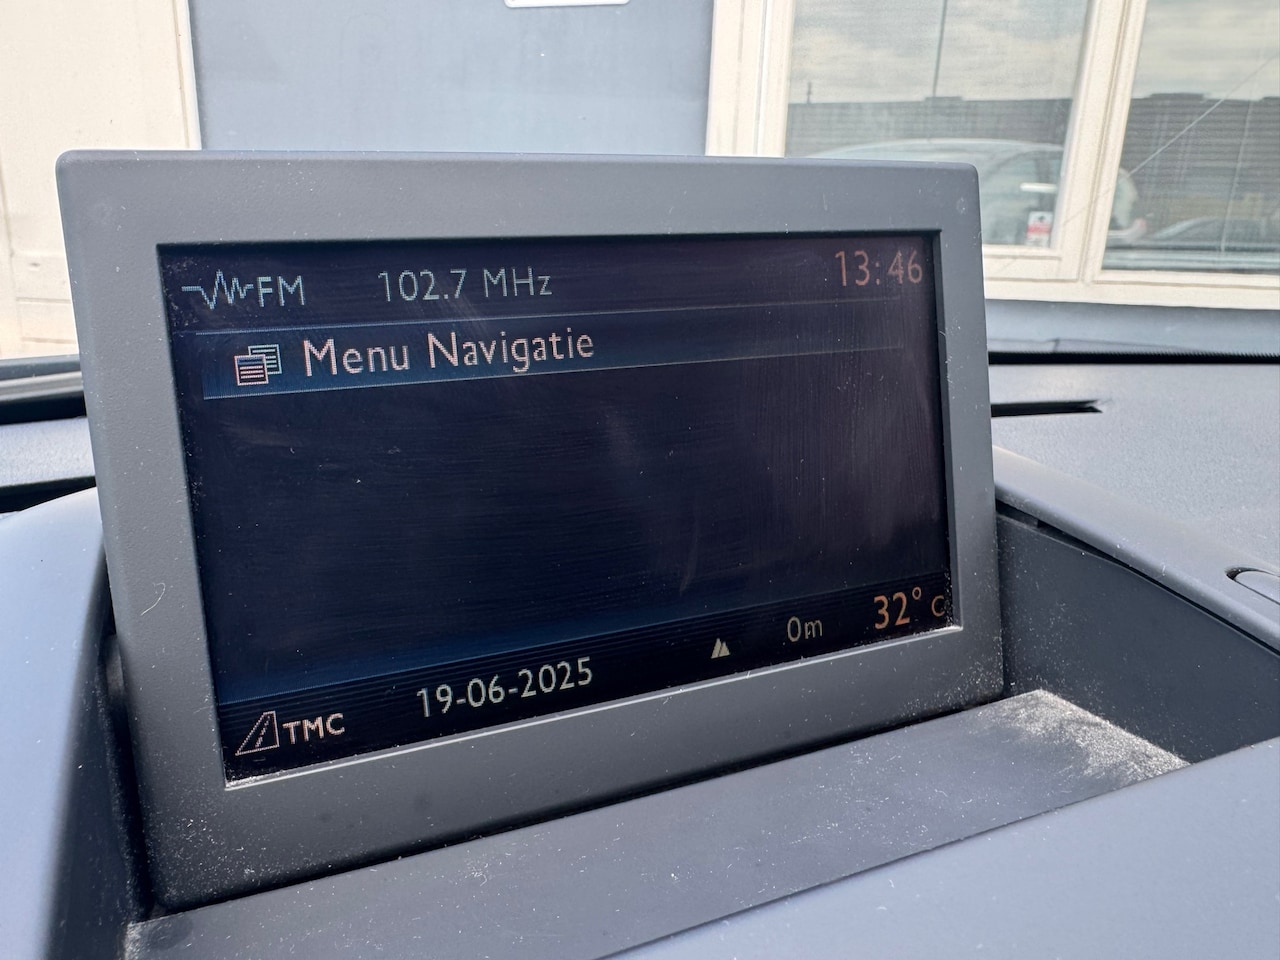 FM 102.7 MHz 13:46
Menu Navigatie
TMC 19-06-2025 0m 32° C